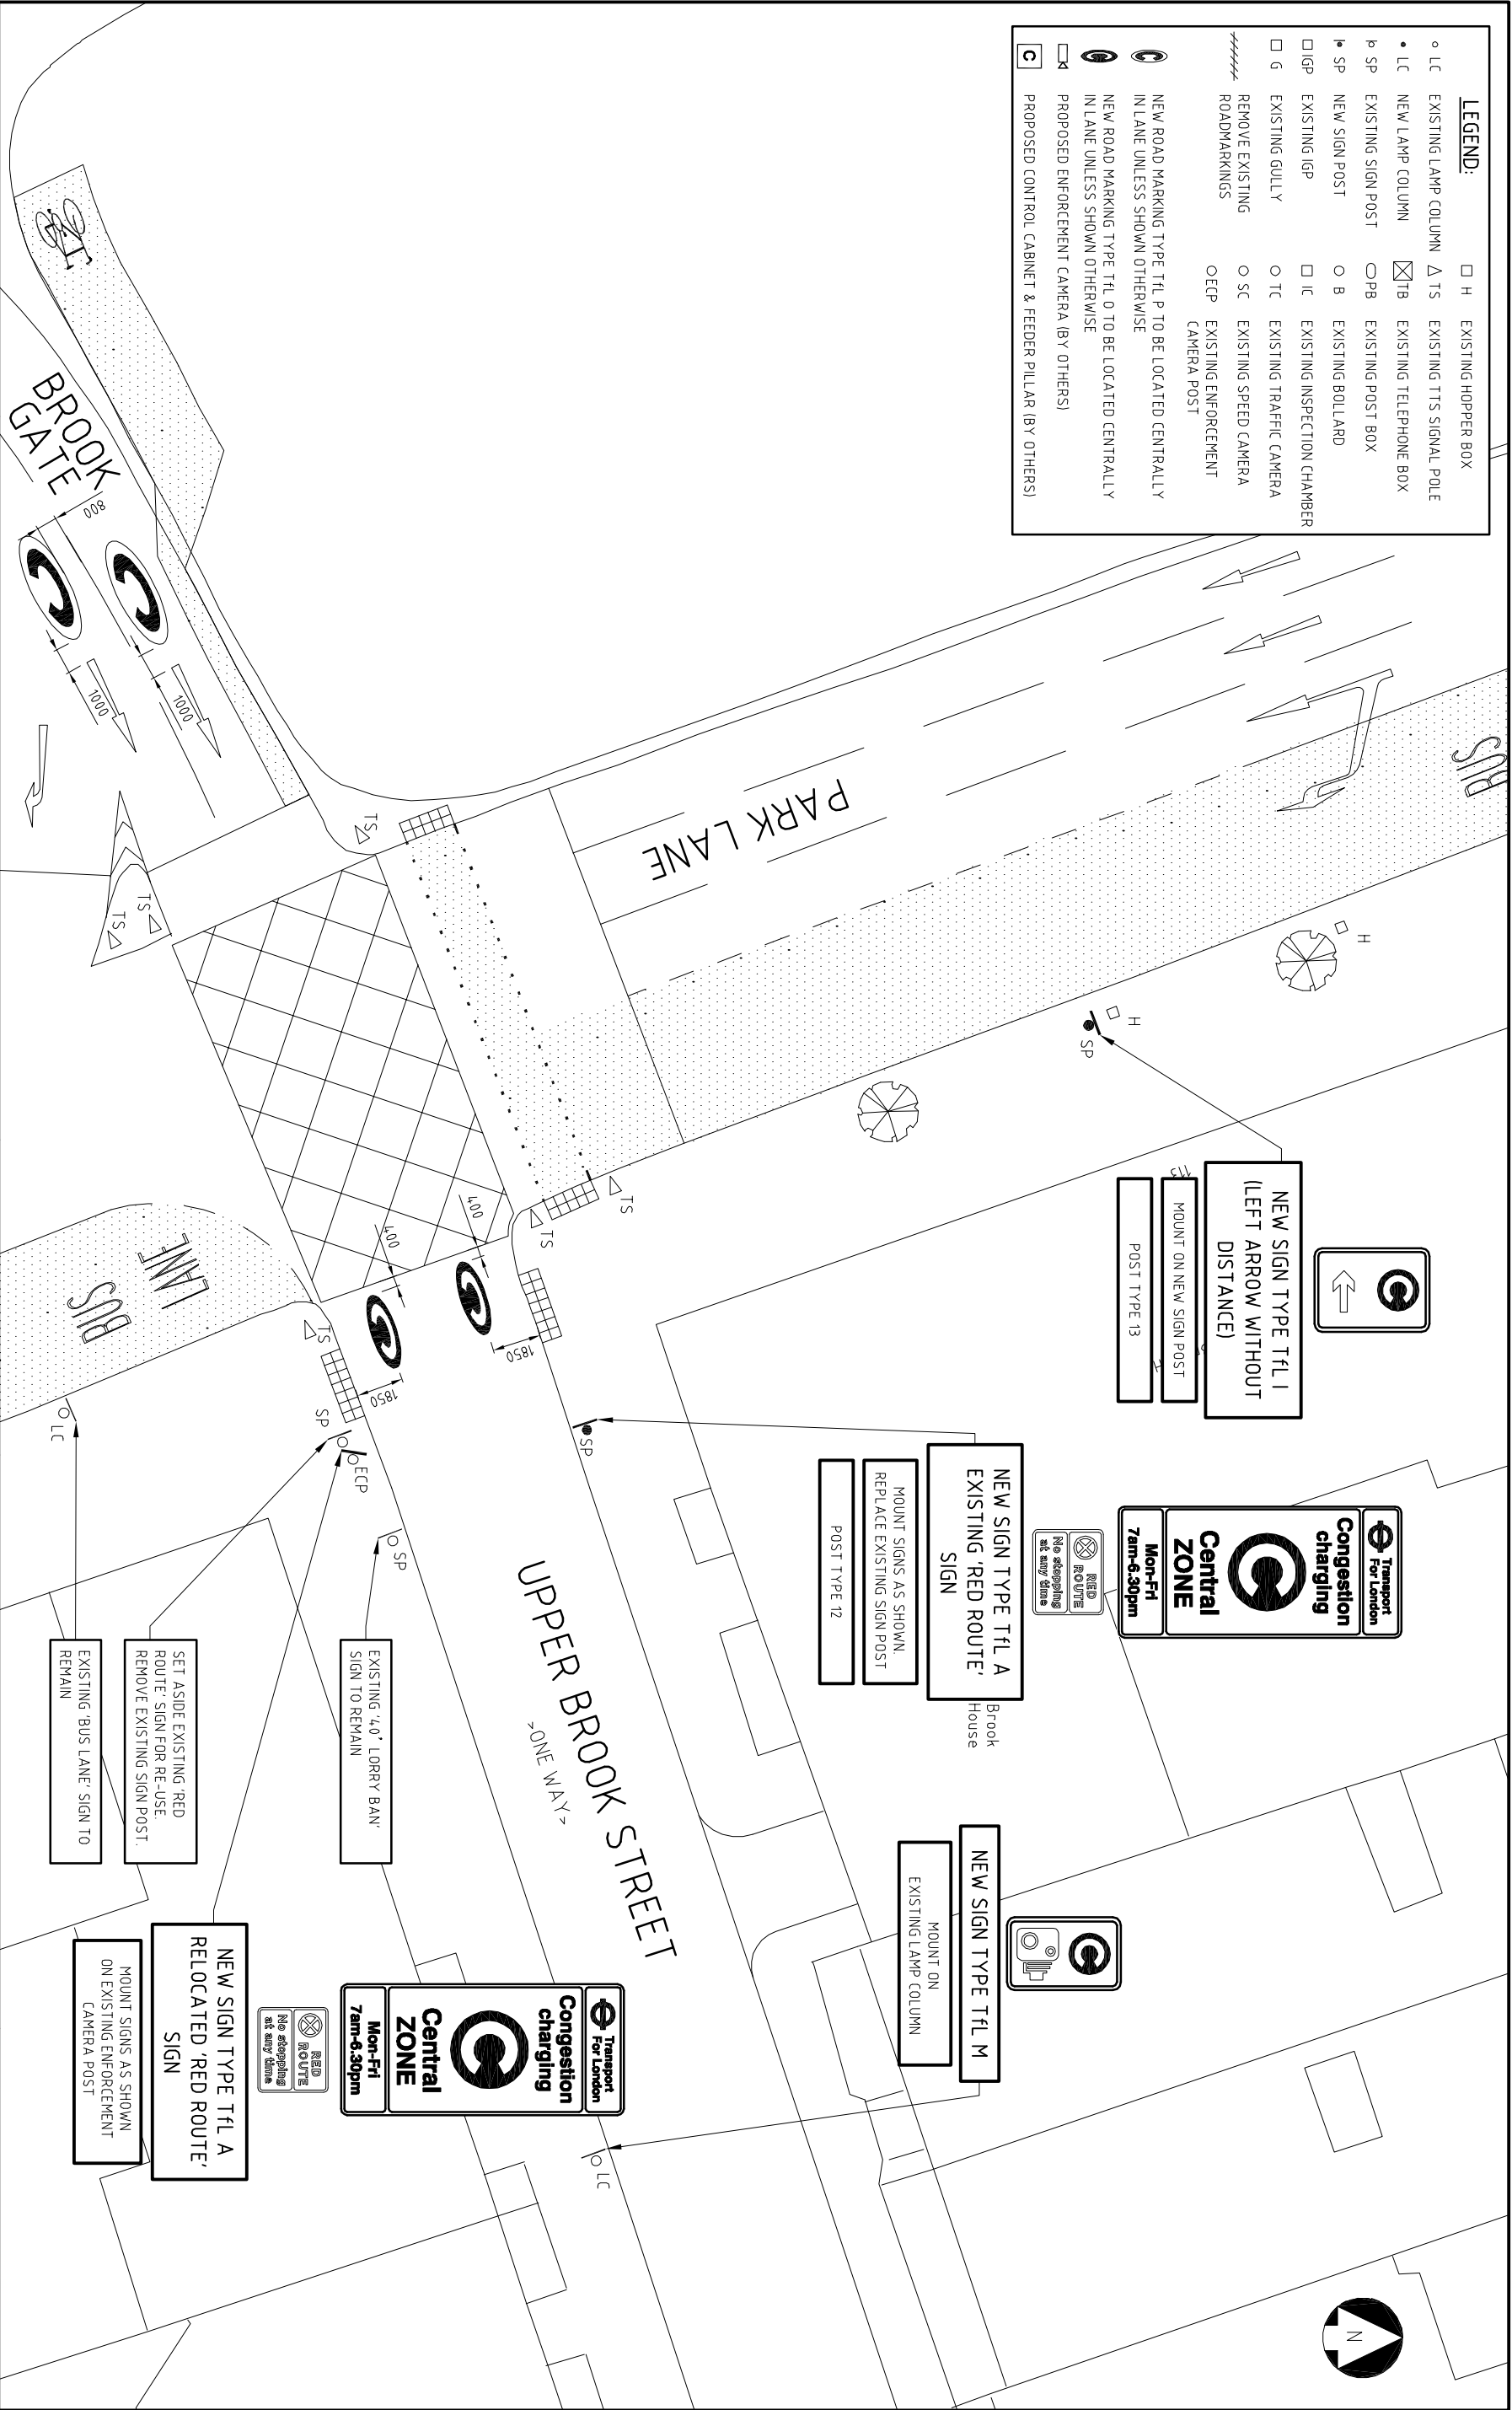 LEGEND:
LC EXISTING LAMP COLUMN
LC NEW LAMP COLUMN
SP EXISTING SIGN POST
SP NEW SIGN POST
IGP EXISTING IGP
G EXISTING GULLY
REMOVE EXISTING
ROADMARKINGS
H EXISTING HOPPER BOX
TS EXISTING TTS SIGNAL POLE
TB EXISTING TELEPHONE BOX
PB EXISTING POST BOX
B EXISTING BOLLARD
IC EXISTING INSPECTION CHAMBER
TC EXISTING TRAFFIC CAMERA
SC EXISTING SPEED CAMERA
ECP EXISTING ENFORCEMENT
CAMERA POST
C NEW ROAD MARKING TYPE TfL P TO BE LOCATED CENTRALLY
IN LANE UNLESS SHOWN OTHERWISE
C NEW ROAD MARKING TYPE TfL O TO BE LOCATED CENTRALLY
IN LANE UNLESS SHOWN OTHERWISE
PROPOSED ENFORCEMENT CAMERA (BY OTHERS)
C PROPOSED CONTROL CABINET & FEEDER PILLAR (BY OTHERS)
BUS
H
H
SP
C
NEW SIGN TYPE TfL I
(LEFT ARROW WITHOUT
DISTANCE)
MOUNT ON NEW SIGN POST
POST TYPE 13
113
PARK LANE
Transport
For London
Congestion
charging
C
Central
ZONE
Mon-Fri
7am-6.30pm
RED
ROUTE
No stopping
at any time
NEW SIGN TYPE TfL A
EXISTING 'RED ROUTE'
SIGN
MOUNT SIGNS AS SHOWN.
REPLACE EXISTING SIGN POST
POST TYPE 12
Brook
House
C
NEW SIGN TYPE TfL M
MOUNT ON
EXISTING LAMP COLUMN
LC
N
TS
TS
TS
SP
400
400
C
C
1850
1850
UPPER BROOK STREET
>ONE WAY>
BROOK
GATE
800
C
C
1000
1000
TS
TS
TS
TS
SP
ECP
SP
LC
BUS
LANE
EXISTING '40' LORRY BAN'
SIGN TO REMAIN
SET ASIDE EXISTING 'RED
ROUTE' SIGN FOR RE-USE.
REMOVE EXISTING SIGN POST.
EXISTING 'BUS LANE' SIGN TO
REMAIN
Transport
For London
Congestion
charging
C
Central
ZONE
Mon-Fri
7am-6.30pm
RED
ROUTE
No stopping
at any time
NEW SIGN TYPE TfL A
RELOCATED 'RED ROUTE'
SIGN
MOUNT SIGNS AS SHOWN
ON EXISTING ENFORCEMENT
CAMERA POST